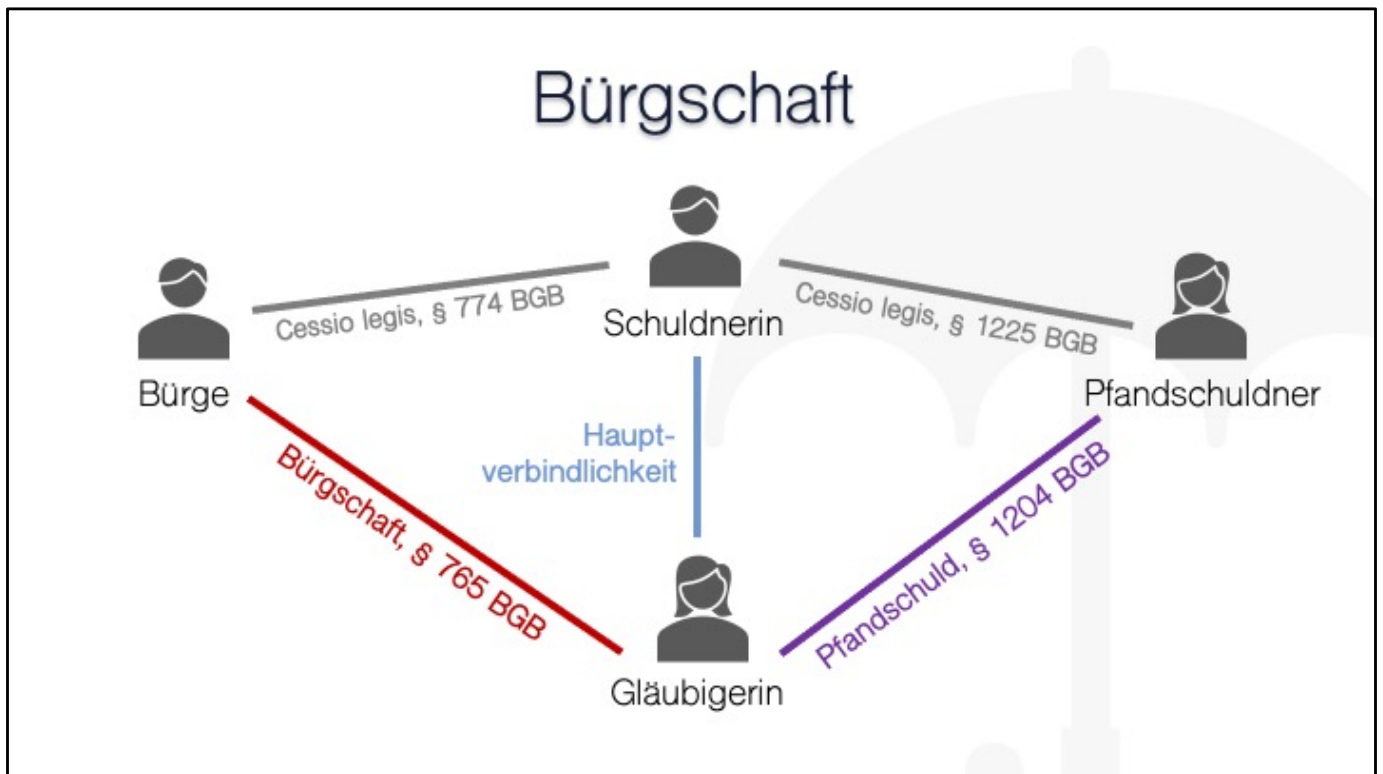 Bürgschaft
Cessio legis, § 774 BGB
Schuldnerin
Cessio legis, § 1225 BGB
Bürge
Pfandschuldner
Haupt-
verbindlichkeit
Bürgschaft, § 765 BGB
Pfandschuld, § 1204 BGB
Gläubigerin